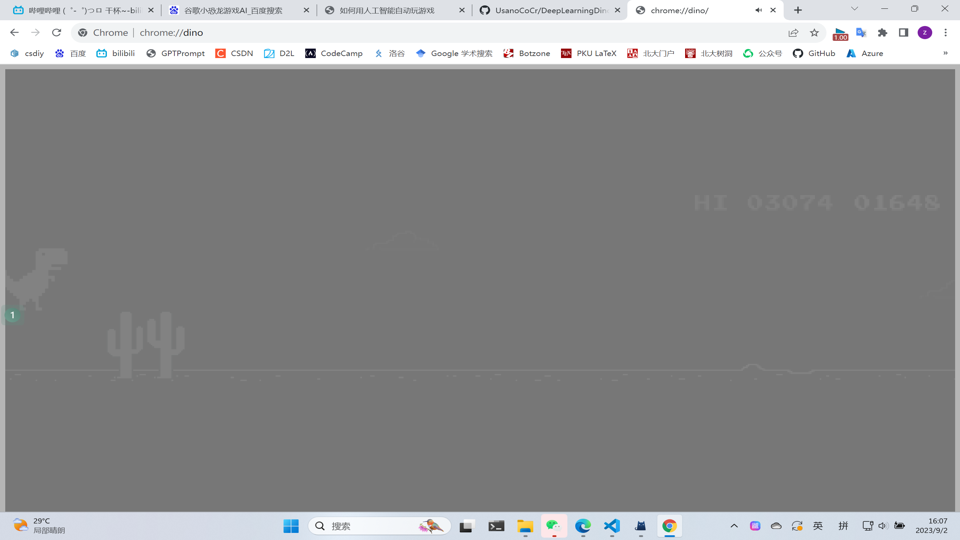 哔哩哔哩 (゜-゜)つロ 干杯~-bili
谷歌小恐龙游戏AI_百度搜索
如何用人工智能自动玩游戏
UsanoCoCr/DeepLearningDin
chrome://dino/
Chrome | chrome://dino
1.00
z
csdiy
百度
bilibili
GPTPrompt
CSDN
D2L
CodeCamp
洛谷
Google 学术搜索
Botzone
PKU LaTeX
北大门户
北大树洞
公众号
GitHub
Azure
»
HI 03074 01648
1
29°C
局部晴朗
搜索
英
拼
16:07
2023/9/2